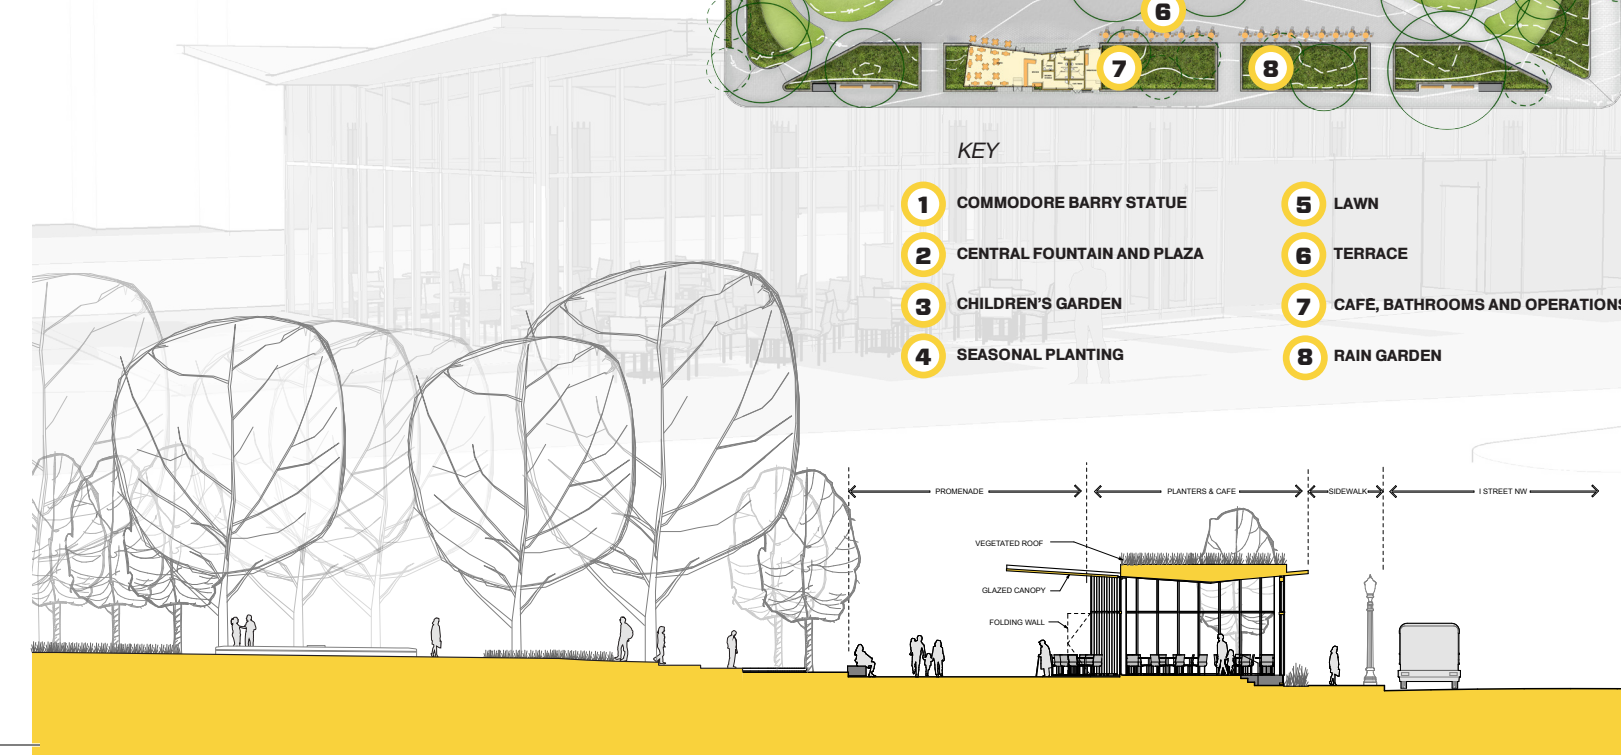 6
7
8
KEY
1 COMMODORE BARRY STATUE
2 CENTRAL FOUNTAIN AND PLAZA
3 CHILDREN'S GARDEN
4 SEASONAL PLANTING
5 LAWN
6 TERRACE
7 CAFE, BATHROOMS AND OPERATIONS
8 RAIN GARDEN
PROMENADE
PLANTERS & CAFE
SIDEWALK
I STREET NW
VEGETATED ROOF
GLAZED CANOPY
FOLDING WALL